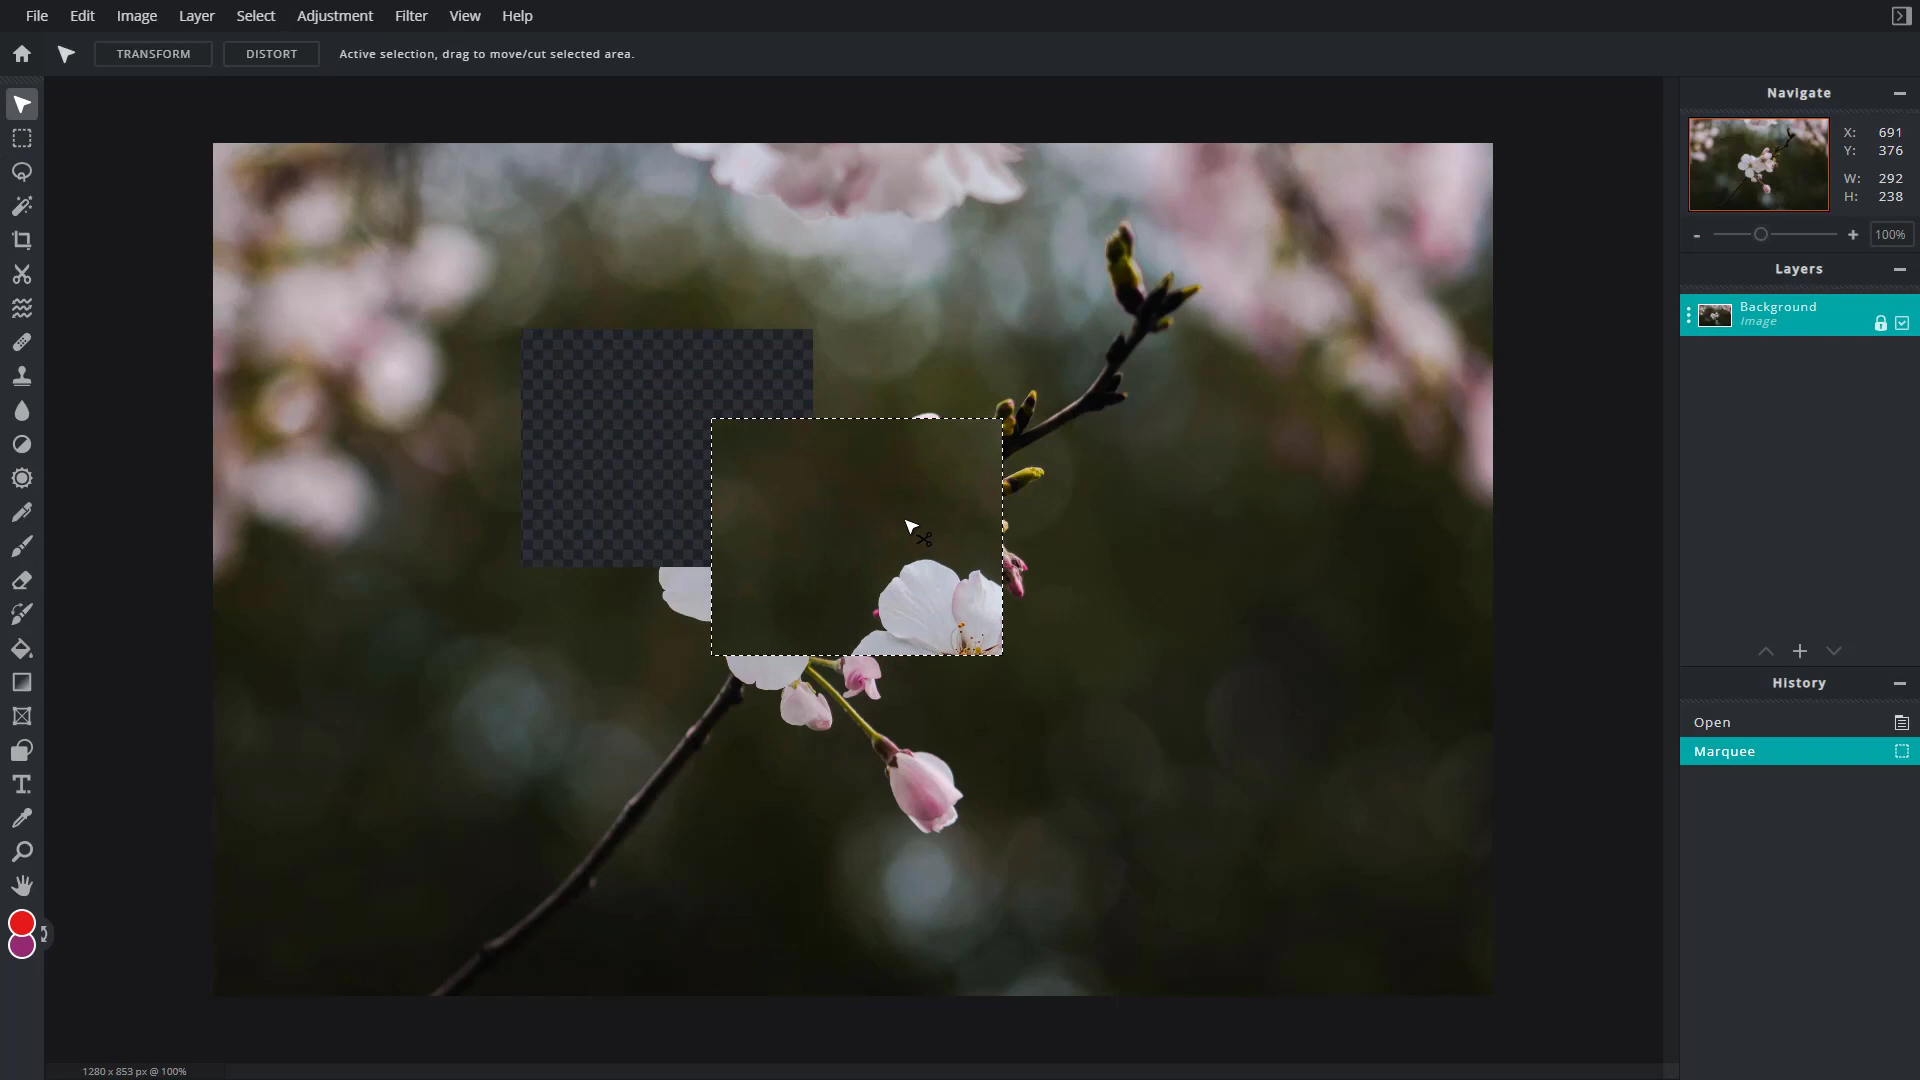 File Edit Image Layer Select Adjustment Filter View Help
TRANSFORM DISTORT Active selection, drag to move/cut selected area.
Navigate
X: 691
Y: 376
W: 292
H: 238
- + 100%
Layers
Background
Image
History
Open
Marquee
1280 x 853 px @ 100%